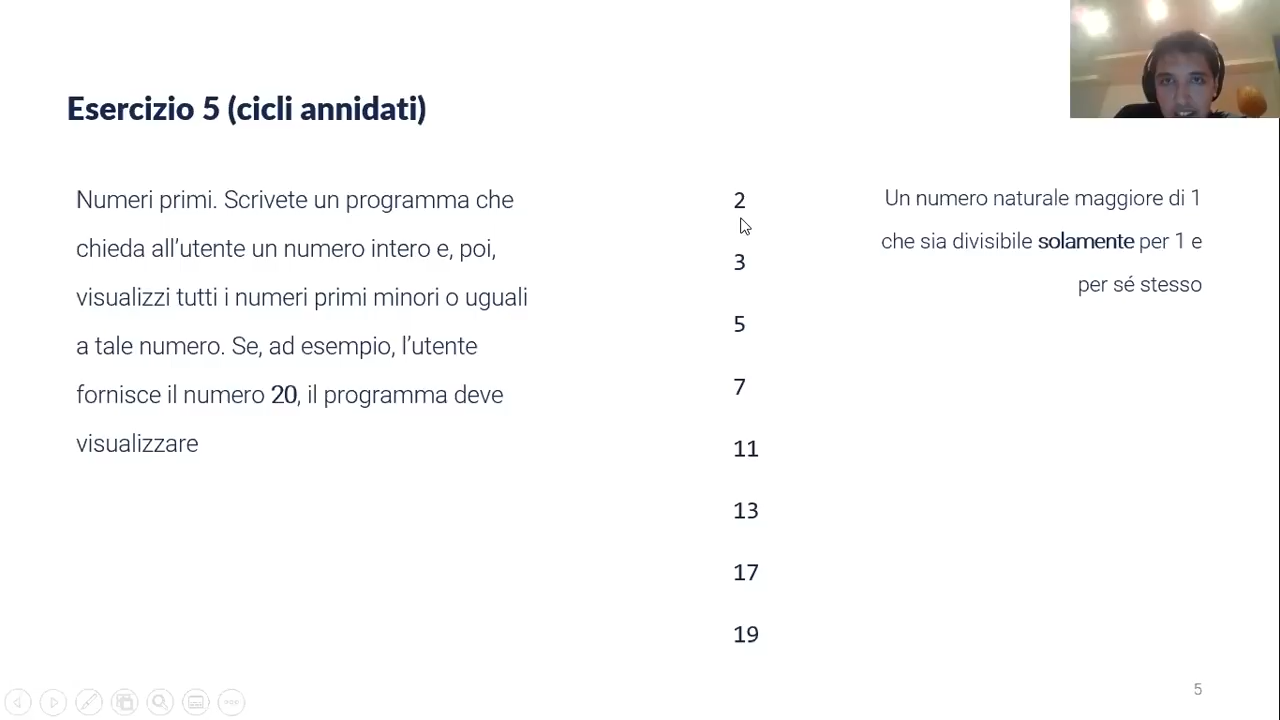 Esercizio 5 (cicli annidati)
Numeri primi. Scrivete un programma che
chieda all’utente un numero intero e, poi,
visualizzi tutti i numeri primi minori o uguali
a tale numero. Se, ad esempio, l’utente
fornisce il numero 20, il programma deve
visualizzare
2
3
5
7
11
13
17
19
Un numero naturale maggiore di 1
che sia divisibile solamente per 1 e
per sé stesso
5